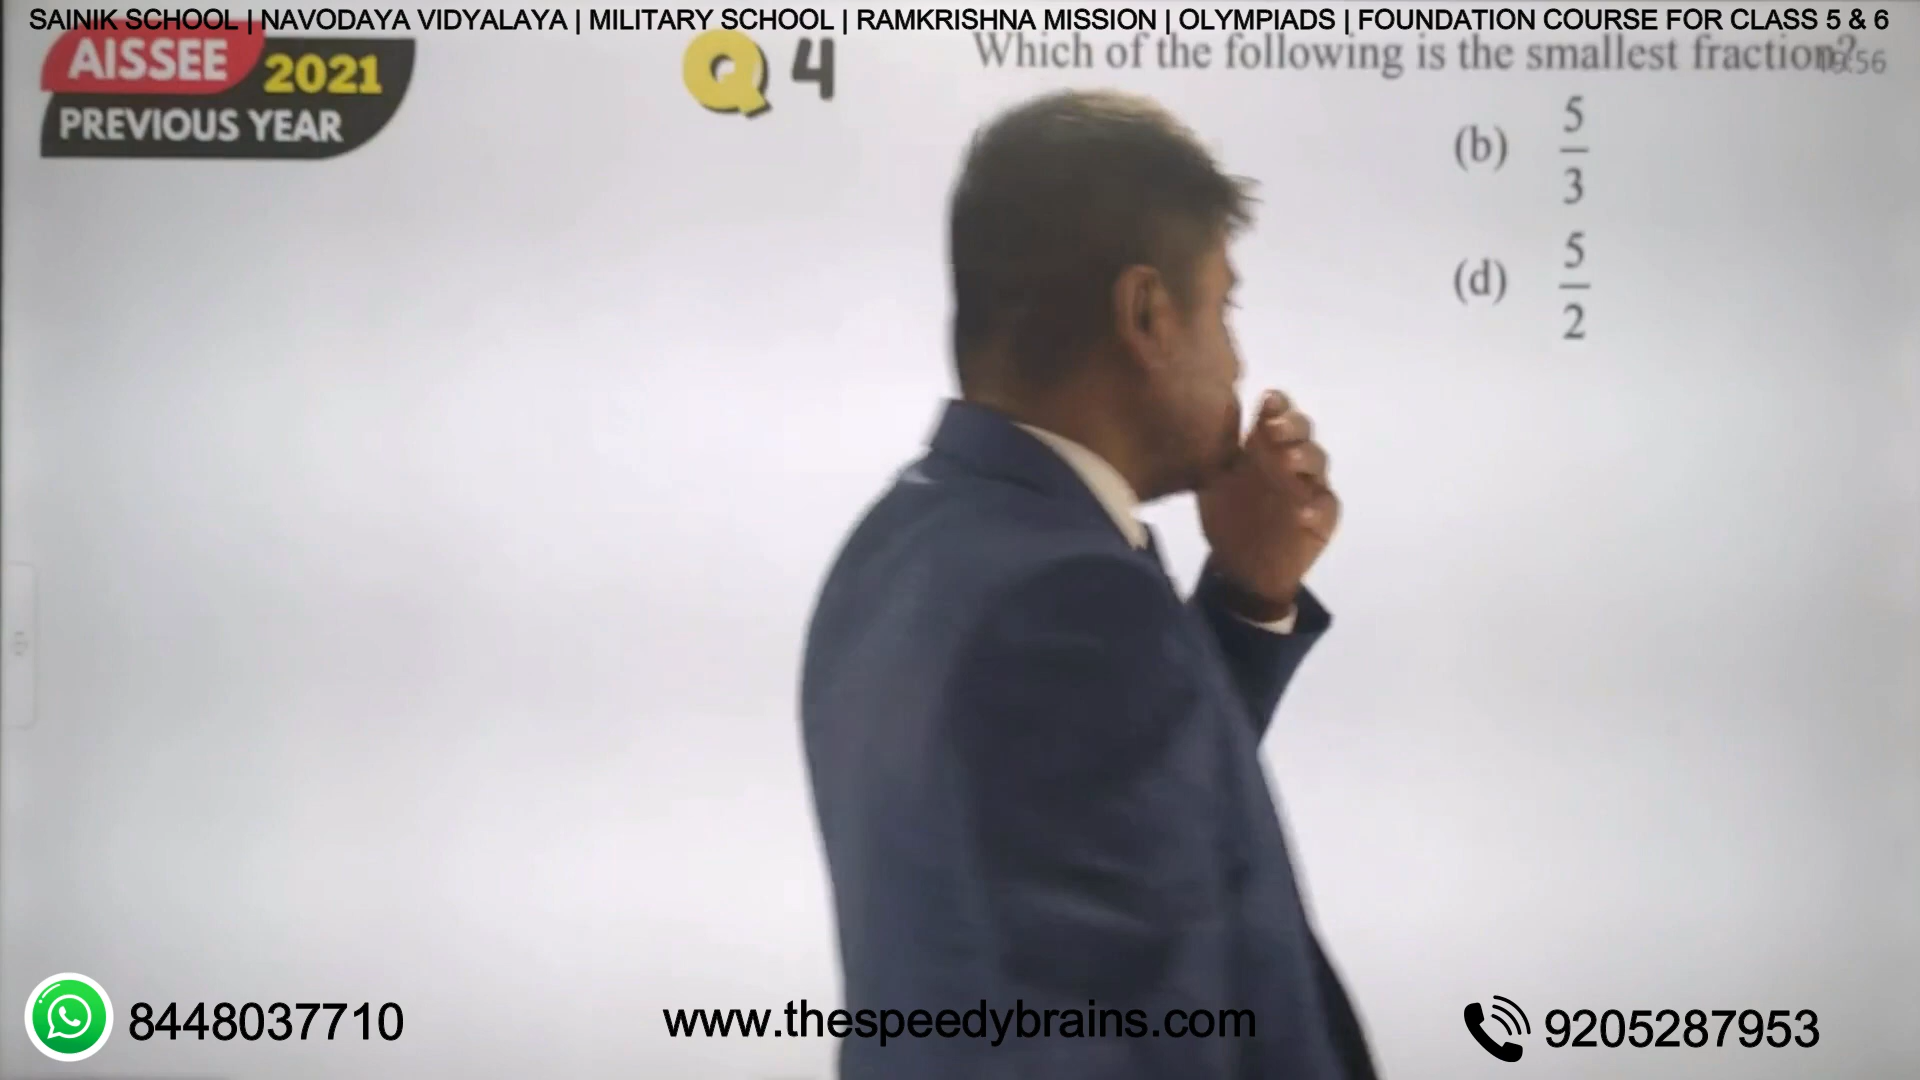 SAINIK SCHOOL | NAVODAYA VIDYALAYA | MILITARY SCHOOL | RAMKRISHNA MISSION | OLYMPIADS | FOUNDATION COURSE FOR CLASS 5 & 6
AISSEE 2021
PREVIOUS YEAR
Q 4
Which of the following is the smallest fraction?
(b) 5/3
(d) 5/2
8448037710
www.thespeedybrains.com
9205287953